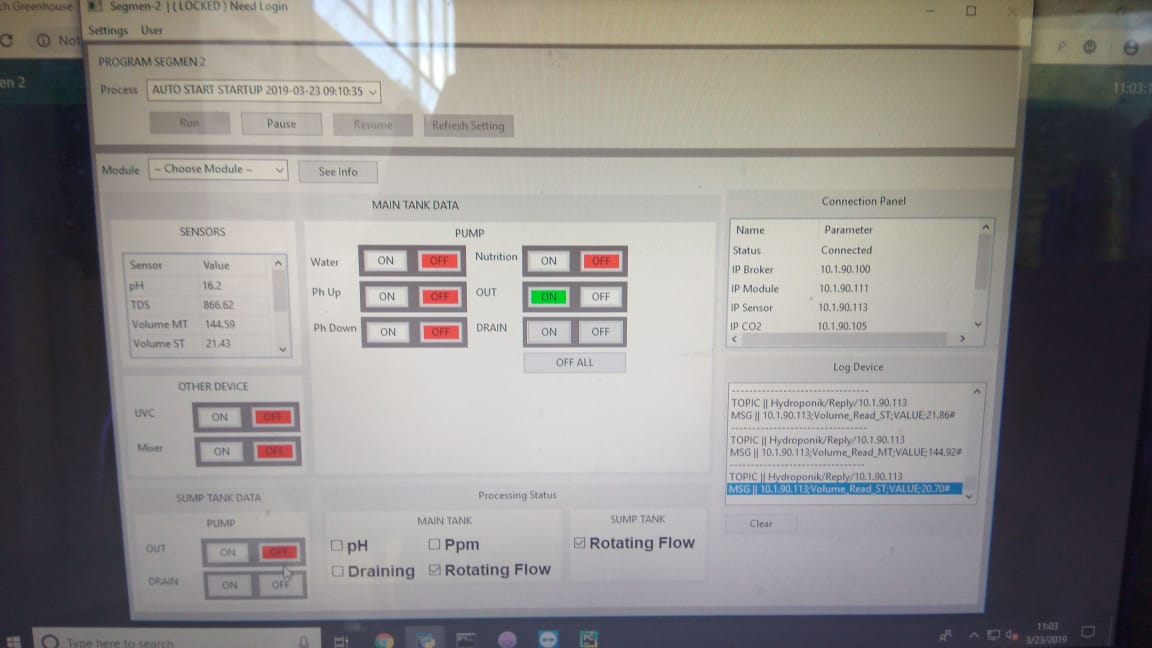 ch Greenhouse
Segmen-2 | ( LOCKED ) Need Login
Settings User
Not
en 2
PROGRAM SEGMEN 2
Process AUTO START STARTUP 2019-03-23 09:10:35
Run Pause Resume Refresh Setting
11:03:1
Module -- Choose Module -- See Info
MAIN TANK DATA
SENSORS
Sensor Value
pH 16.2
TDS 866.62
Volume MT 144.59
Volume ST 21.43
PUMP
Water ON OFF Nutrition ON OFF
Ph Up ON OFF OUT ON OFF
Ph Down ON OFF DRAIN ON OFF
OFF ALL
Connection Panel
Name Parameter
Status Connected
IP Broker 10.1.90.100
IP Module 10.1.90.111
IP Sensor 10.1.90.113
IP CO2 10.1.90.105
OTHER DEVICE
UVC ON OFF
Mixer ON OFF
Log Device
--------------------------------
TOPIC || Hydroponik/Reply/10.1.90.113
MSG || 10.1.90.113;Volume_Read_ST;VALUE;21.86#
--------------------------------
TOPIC || Hydroponik/Reply/10.1.90.113
MSG || 10.1.90.113;Volume_Read_MT;VALUE;144.92#
--------------------------------
TOPIC || Hydroponik/Reply/10.1.90.113
MSG || 10.1.90.113;Volume_Read_ST;VALUE;20.70#
Clear
SUMP TANK DATA
PUMP
OUT ON OFF
DRAIN ON OFF
Processing Status
MAIN TANK
pH Ppm
Draining Rotating Flow
SUMP TANK
Rotating Flow
Type here to search
11:03
3/23/2019